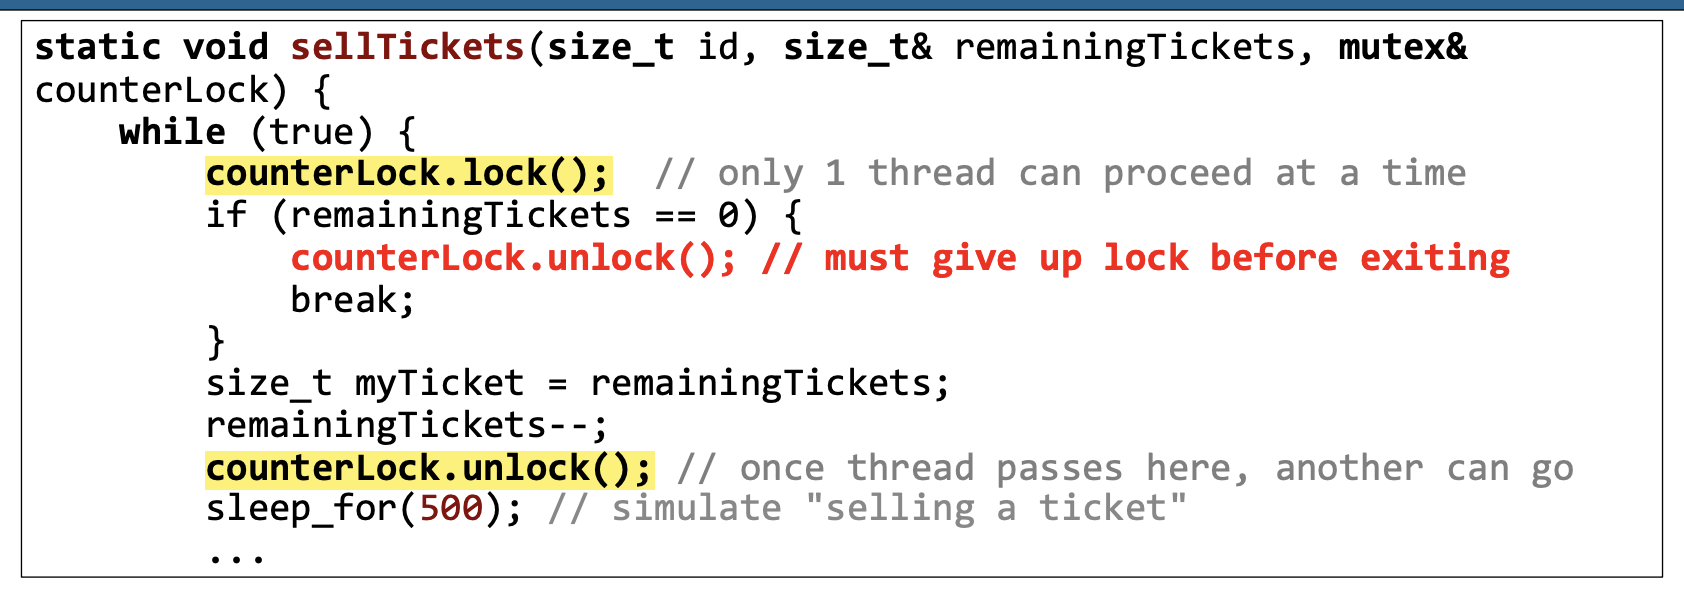 static void sellTickets(size_t id, size_t& remainingTickets, mutex&
counterLock) {
while (true) {
counterLock.lock();  // only 1 thread can proceed at a time
if (remainingTickets == 0) {
counterLock.unlock(); // must give up lock before exiting
break;
}
size_t myTicket = remainingTickets;
remainingTickets--;
counterLock.unlock(); // once thread passes here, another can go
sleep_for(500); // simulate "selling a ticket"
...